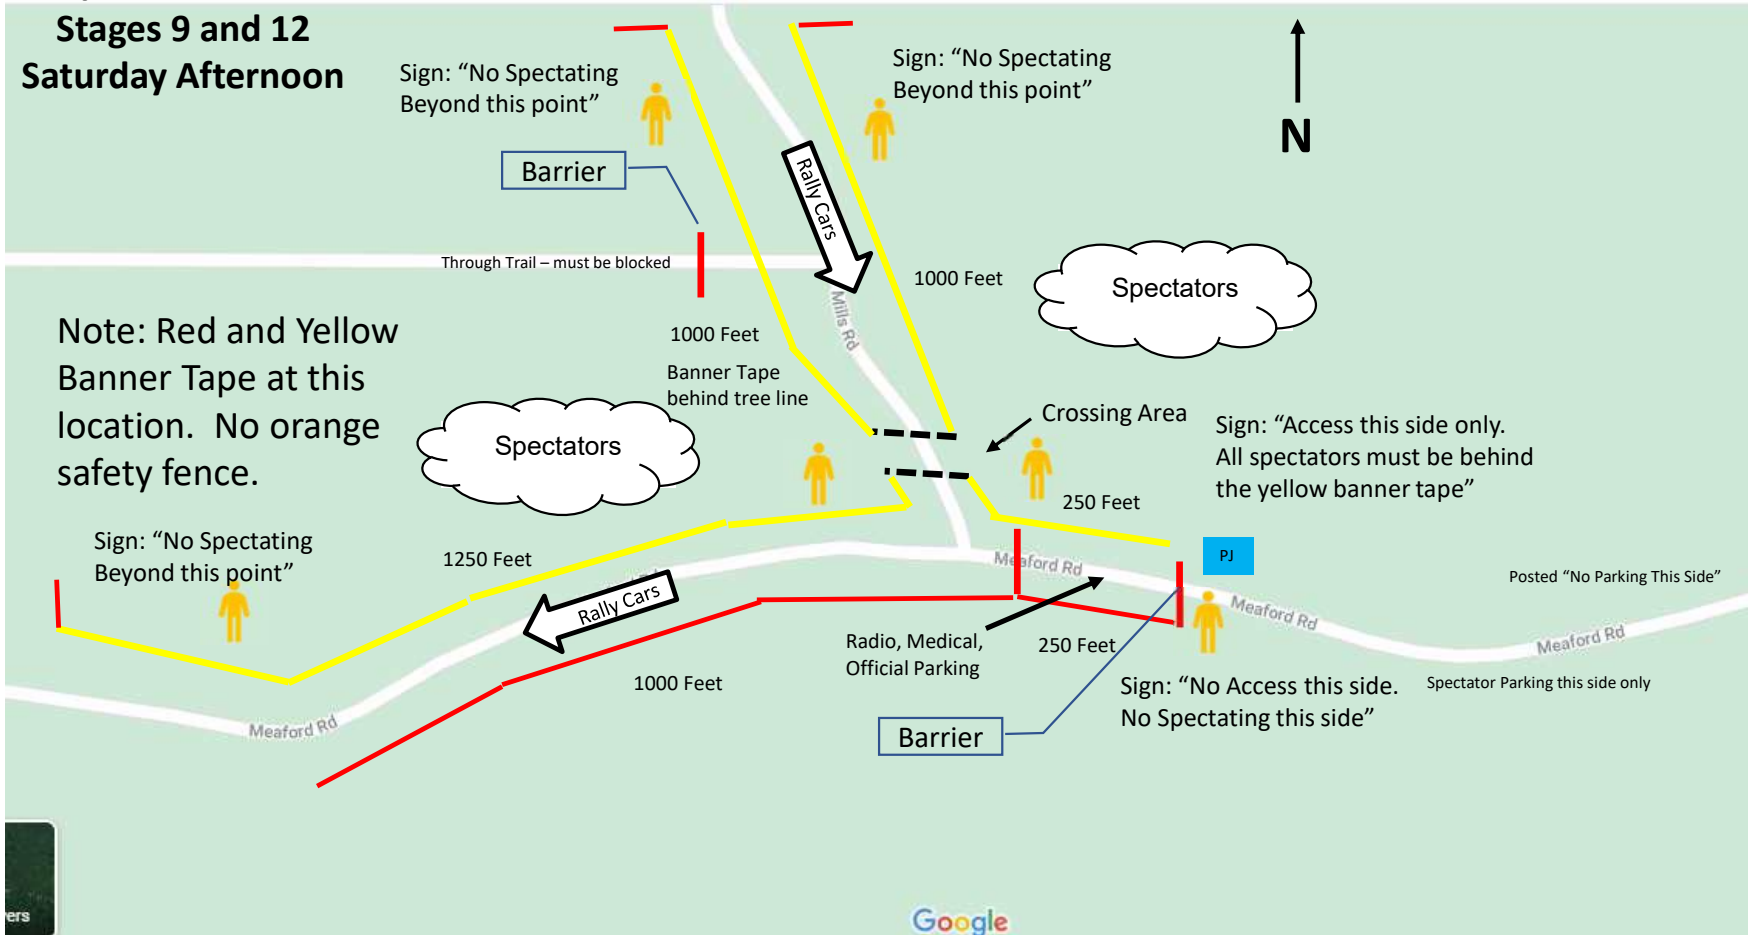 Stages 9 and 12
Saturday Afternoon
Sign: “No Spectating
Beyond this point”
Sign: “No Spectating
Beyond this point”
N
Barrier
Rally Cars
Through Trail – must be blocked
1000 Feet
Spectators
Mills Rd
Note: Red and Yellow
Banner Tape at this
location. No orange
safety fence.
1000 Feet
Banner Tape
behind tree line
Spectators
Crossing Area
Sign: “Access this side only.
All spectators must be behind
the yellow banner tape”
250 Feet
Sign: “No Spectating
Beyond this point”
1250 Feet
Meaford Rd
PJ
Posted “No Parking This Side”
Rd
Rally Cars
Meaford Rd
Meaford Rd
Radio, Medical,
Official Parking
250 Feet
1000 Feet
Sign: “No Access this side.
No Spectating this side”
Spectator Parking this side only
Meaford Rd
Barrier
ers
Google